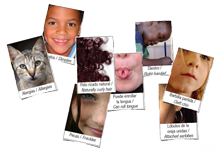 Alergias / Allergies
Pelo rizado natural /
Naturally curly hair
Puede enrollar
la lengua /
Can roll tongue
Diestro /
Right-handed
Barbilla partida /
Cleft chin
Pecas / Freckles
Lóbulos de la
oreja unidas /
Attached earlobes